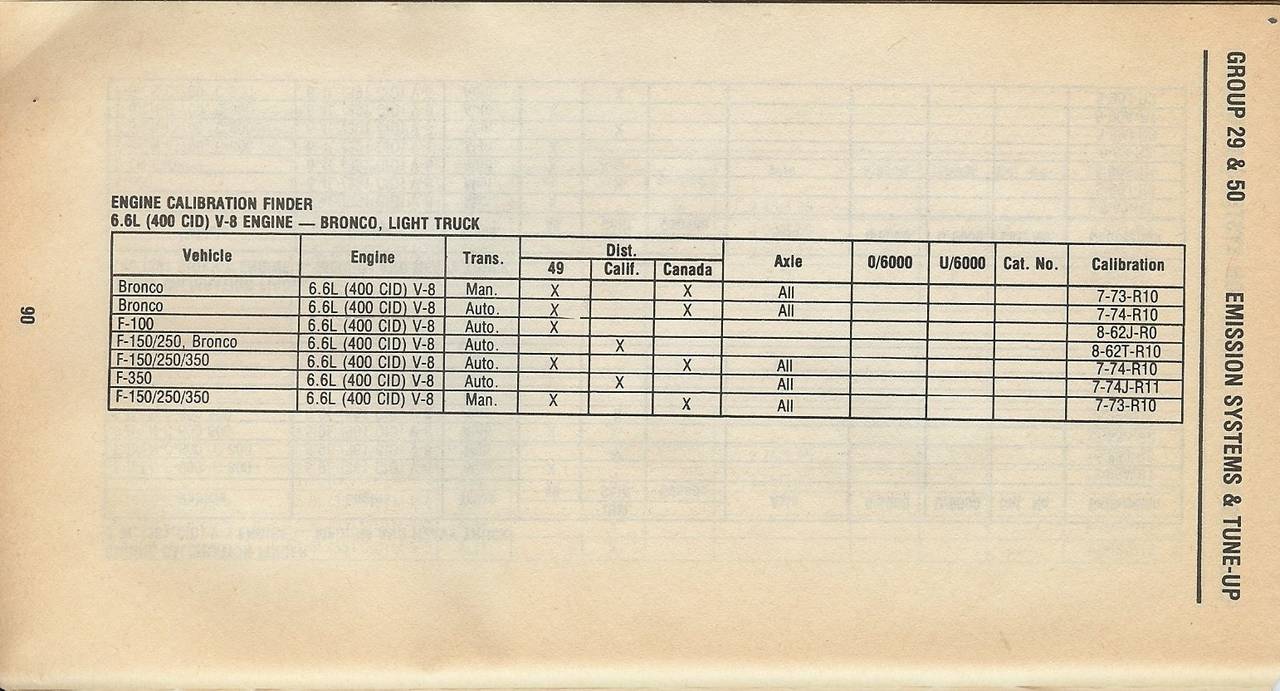 GROUP 29 & 50 EMISSION SYSTEMS & TUNE-UP
ENGINE CALIBRATION FINDER
6.6L (400 CID) V-8 ENGINE — BRONCO, LIGHT TRUCK
Vehicle Engine Trans. Dist. Axle O/6000 U/6000 Cat. No. Calibration
49 Calif. Canada
Bronco 6.6L (400 CID) V-8 Man. X X All 7-73-R10
Bronco 6.6L (400 CID) V-8 Auto. X X All 7-74-R10
F-100 6.6L (400 CID) V-8 Auto. X 8-62J-R0
F-150/250, Bronco 6.6L (400 CID) V-8 Auto. X 8-62T-R10
F-150/250/350 6.6L (400 CID) V-8 Auto. X X All 7-74-R10
F-350 6.6L (400 CID) V-8 Auto. X All 7-74J-R11
F-150/250/350 6.6L (400 CID) V-8 Man. X X All 7-73-R10
90